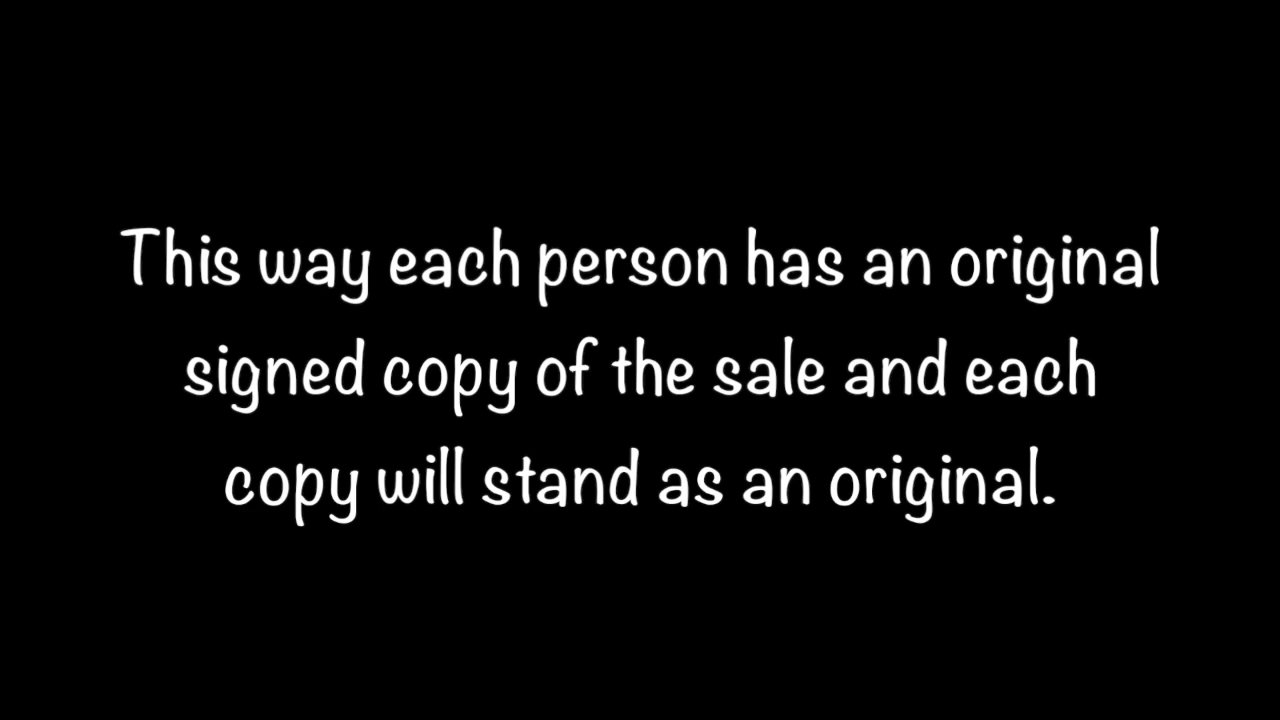 This way each person has an original
signed copy of the sale and each
copy will stand as an original.